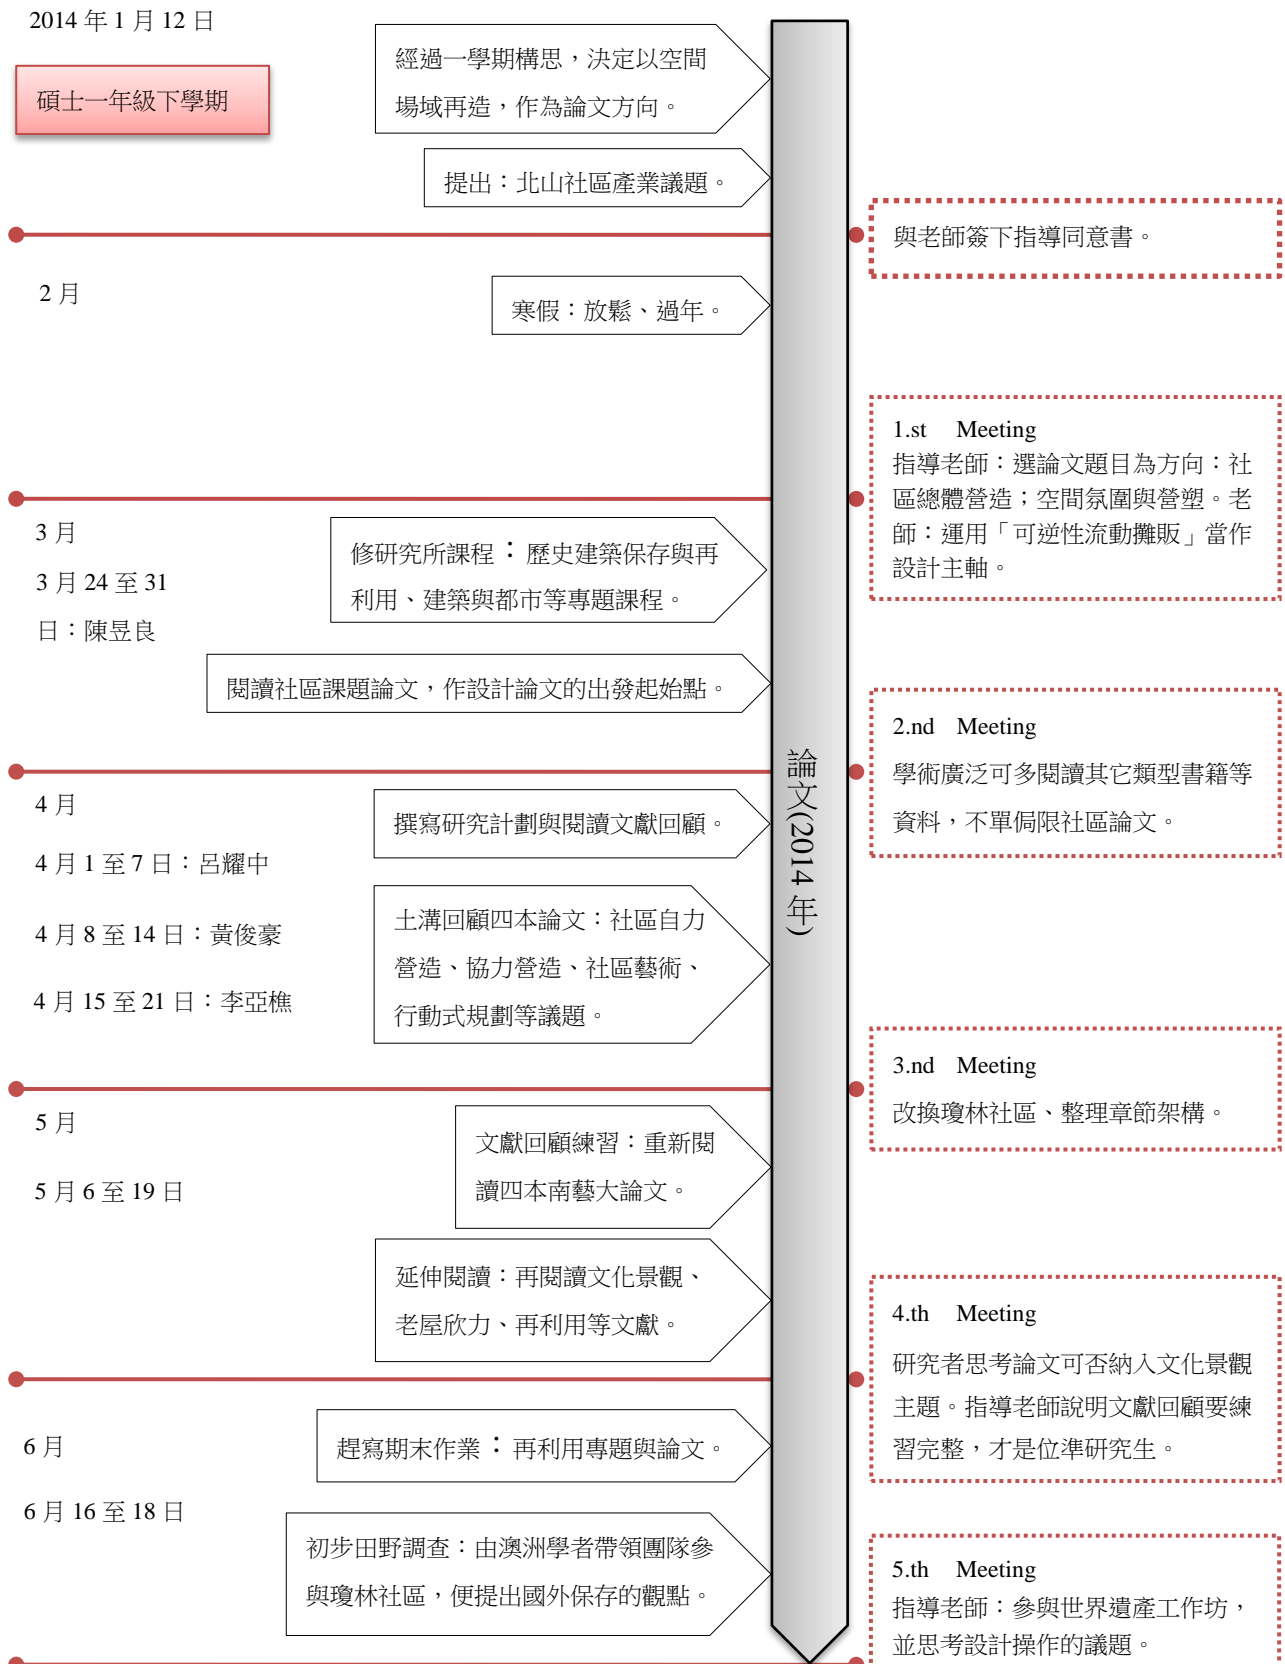 2014 年 1 月 12 日
碩士一年級下學期
經過一學期構思，決定以空間
場域再造，作為論文方向。
提出：北山社區產業議題。
與老師簽下指導同意書。
2 月
寒假：放鬆、過年。
1.st Meeting
指導老師：選論文題目為方向：社
區總體營造；空間氛圍與營塑。老
師：運用「可逆性流動攤販」當作
設計主軸。
3 月
3 月 24 至 31
日：陳昱良
修研究所課程：歷史建築保存與再
利用、建築與都市等專題課程。
閱讀社區課題論文，作設計論文的出發起始點。
2.nd Meeting
學術廣泛可多閱讀其它類型書籍等
資料，不單侷限社區論文。
論文(2014 年)
4 月
4 月 1 至 7 日：呂耀中
4 月 8 至 14 日：黃俊豪
4 月 15 至 21 日：李亞樵
撰寫研究計劃與閱讀文獻回顧。
土溝回顧四本論文：社區自力
營造、協力營造、社區藝術、
行動式規劃等議題。
3.nd Meeting
改換瓊林社區、整理章節架構。
5 月
5 月 6 至 19 日
文獻回顧練習：重新閱
讀四本南藝大論文。
延伸閱讀：再閱讀文化景觀、
老屋欣力、再利用等文獻。
4.th Meeting
研究者思考論文可否納入文化景觀
主題。指導老師說明文獻回顧要練
習完整，才是位準研究生。
6 月
6 月 16 至 18 日
趕寫期末作業：再利用專題與論文。
初步田野調查：由澳洲學者帶領團隊參
與瓊林社區，便提出國外保存的觀點。
5.th Meeting
指導老師：參與世界遺產工作坊，
並思考設計操作的議題。